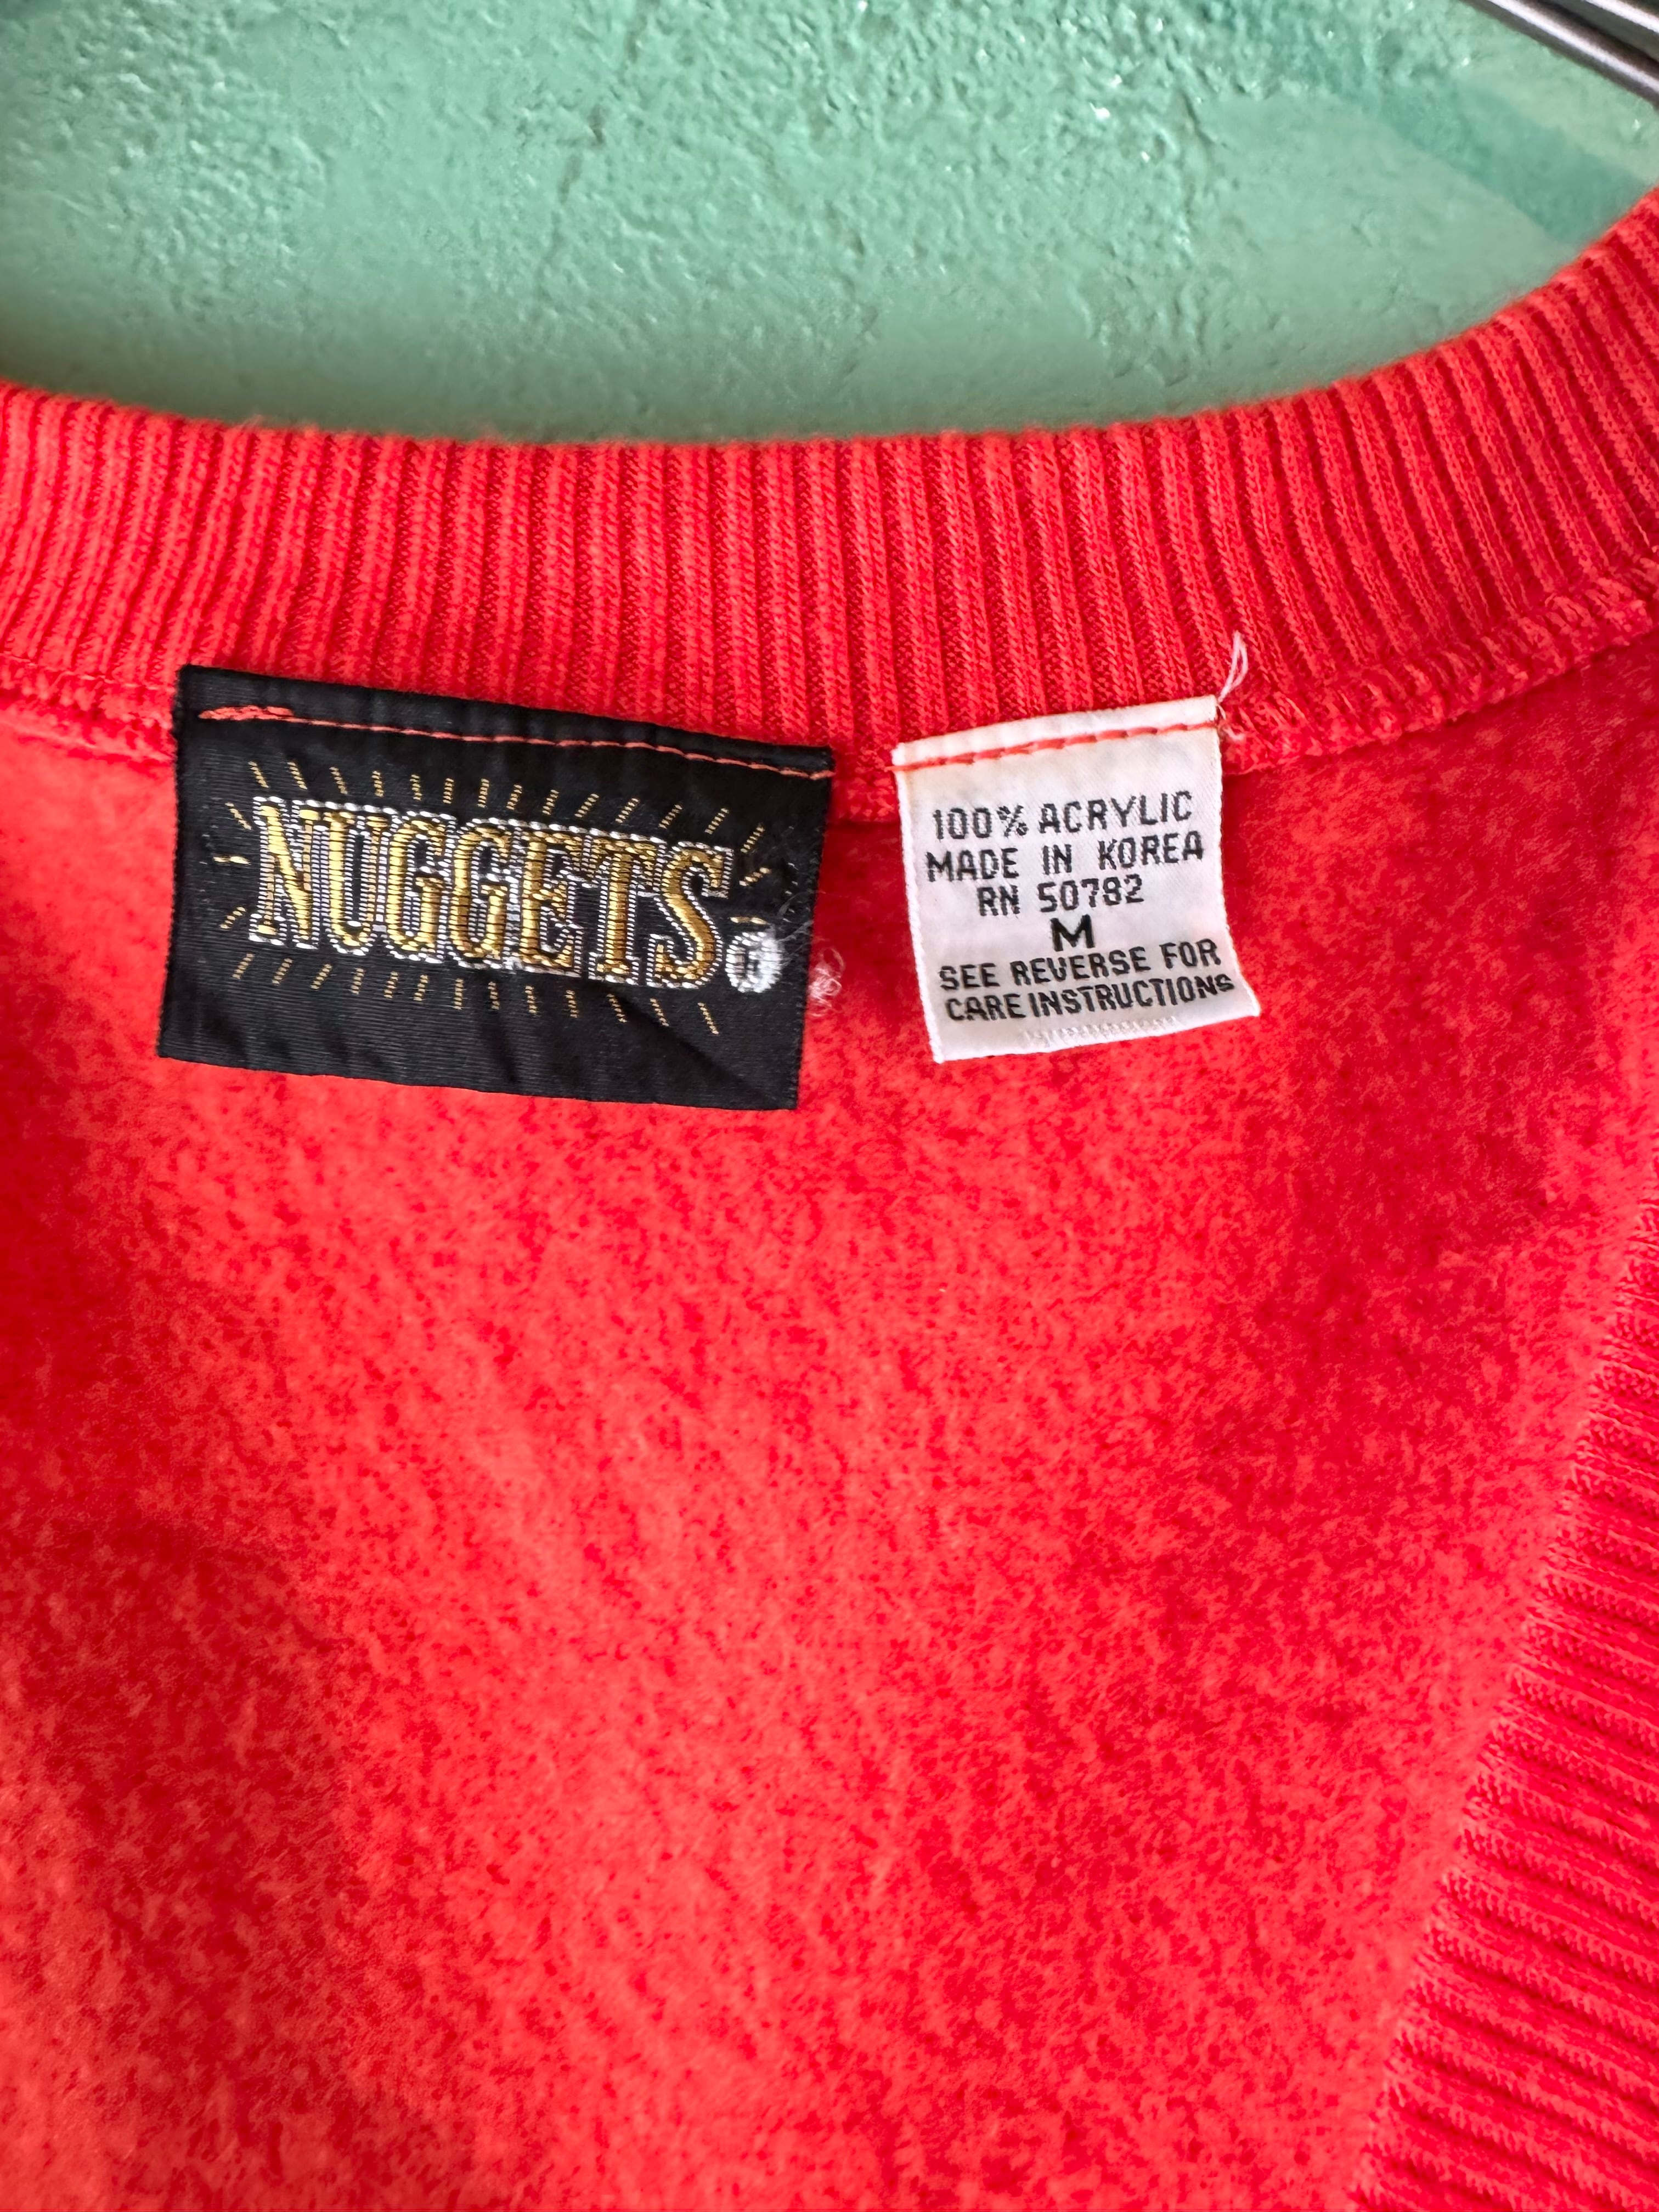 NUGGETS ®
100% ACRYLIC
MADE IN KOREA
RN 50782
M
SEE REVERSE FOR
CARE INSTRUCTIONS